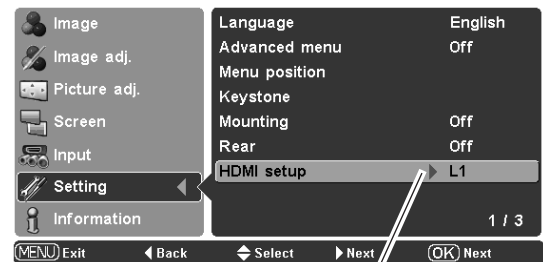 Image
Image adj.
Picture adj.
Screen
Input
Setting
Information
Language English
Advanced menu Off
Menu position
Keystone
Mounting Off
Rear Off
HDMI setup L1
1 / 3
MENU Exit Back Select Next OK Next